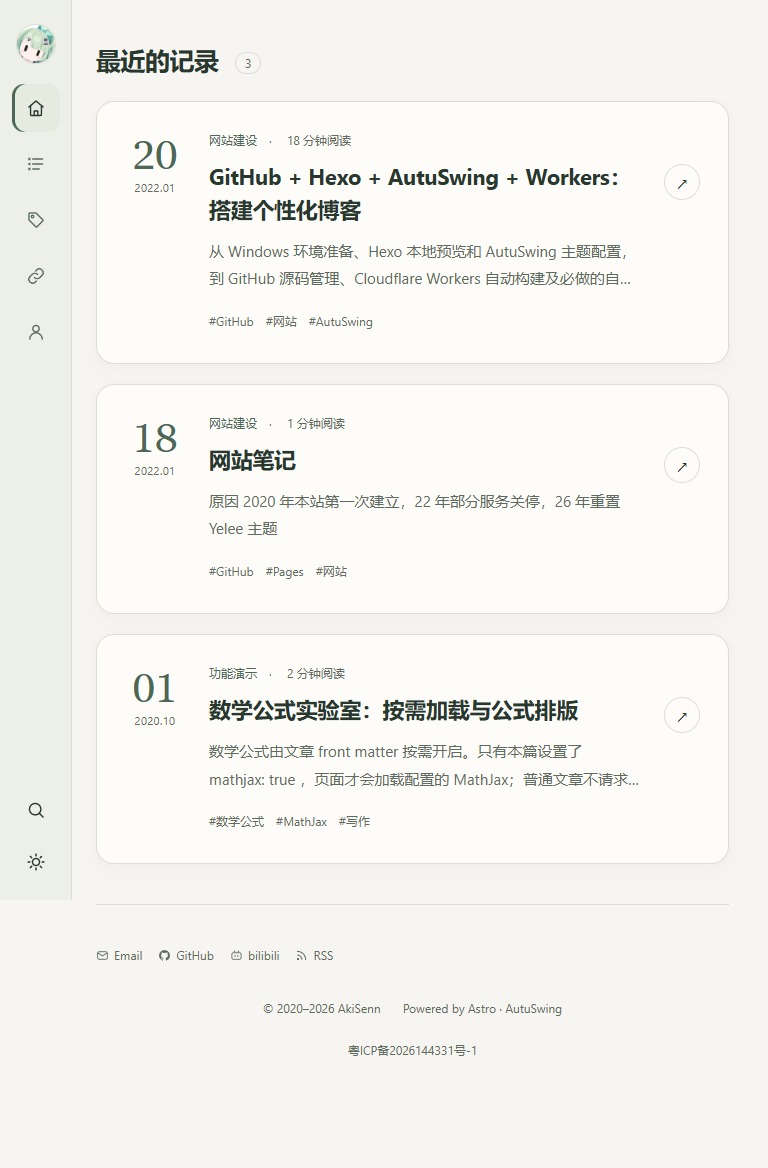 最近的记录 3
20
2022.01
网站建设 · 18 分钟阅读
GitHub + Hexo + AutuSwing + Workers：
搭建个性化博客
从 Windows 环境准备、Hexo 本地预览和 AutuSwing 主题配置，
到 GitHub 源码管理、Cloudflare Workers 自动构建及必做的自…
#GitHub #网站 #AutuSwing
↗
18
2022.01
网站建设 · 1 分钟阅读
网站笔记
原因 2020 年本站第一次建立，22 年部分服务关停，26 年重置
Yelee 主题
#GitHub #Pages #网站
↗
01
2020.10
功能演示 · 2 分钟阅读
数学公式实验室：按需加载与公式排版
数学公式由文章 front matter 按需开启。只有本篇设置了
mathjax: true ，页面才会加载配置的 MathJax；普通文章不请求…
#数学公式 #MathJax #写作
↗
Email GitHub bilibili RSS
© 2020–2026 AkiSenn Powered by Astro · AutuSwing
粤ICP备2026144331号-1